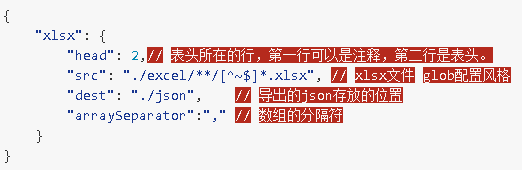 {
"xlsx": {
"head": 2,// 表头所在的行，第一行可以是注释，第二行是表头。
"src": "./excel/**/[^~$]*.xlsx", // xlsx文件 glob配置风格
"dest": "./json", // 导出的json存放的位置
"arraySeparator":"," // 数组的分隔符
}
}